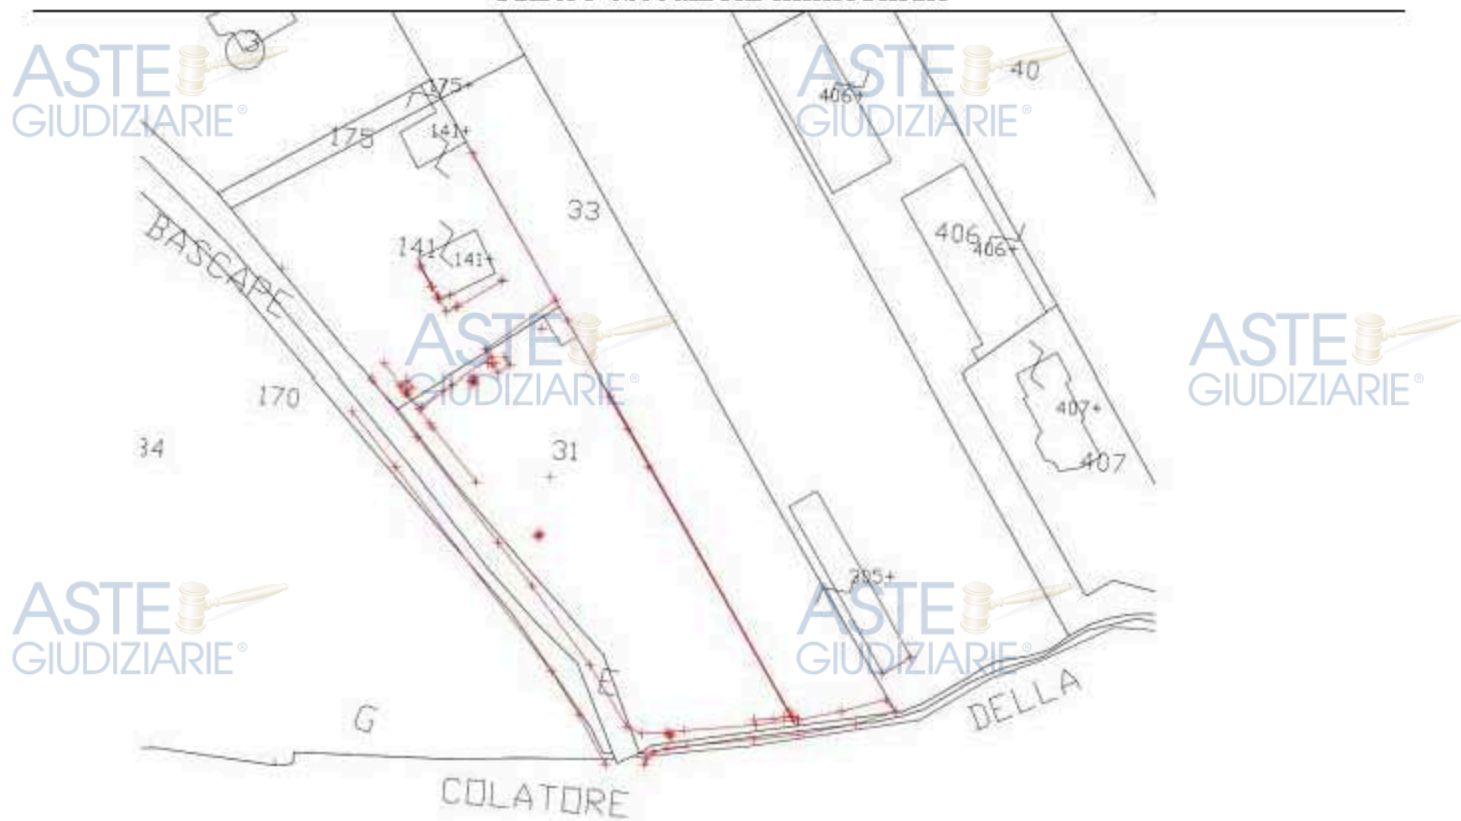 ASTE
GIUDIZIARIE®
ASTE
GIUDIZIARIE®
40
175+
406+
175
141+
33
BASCAPE
141
141+
406
406+
ASTE
GIUDIZIARIE®
ASTE
GIUDIZIARIE®
170
407+
34
31
407
395+
ASTE
GIUDIZIARIE®
ASTE
GIUDIZIARIE®
E
G
DELLA
COLATORE